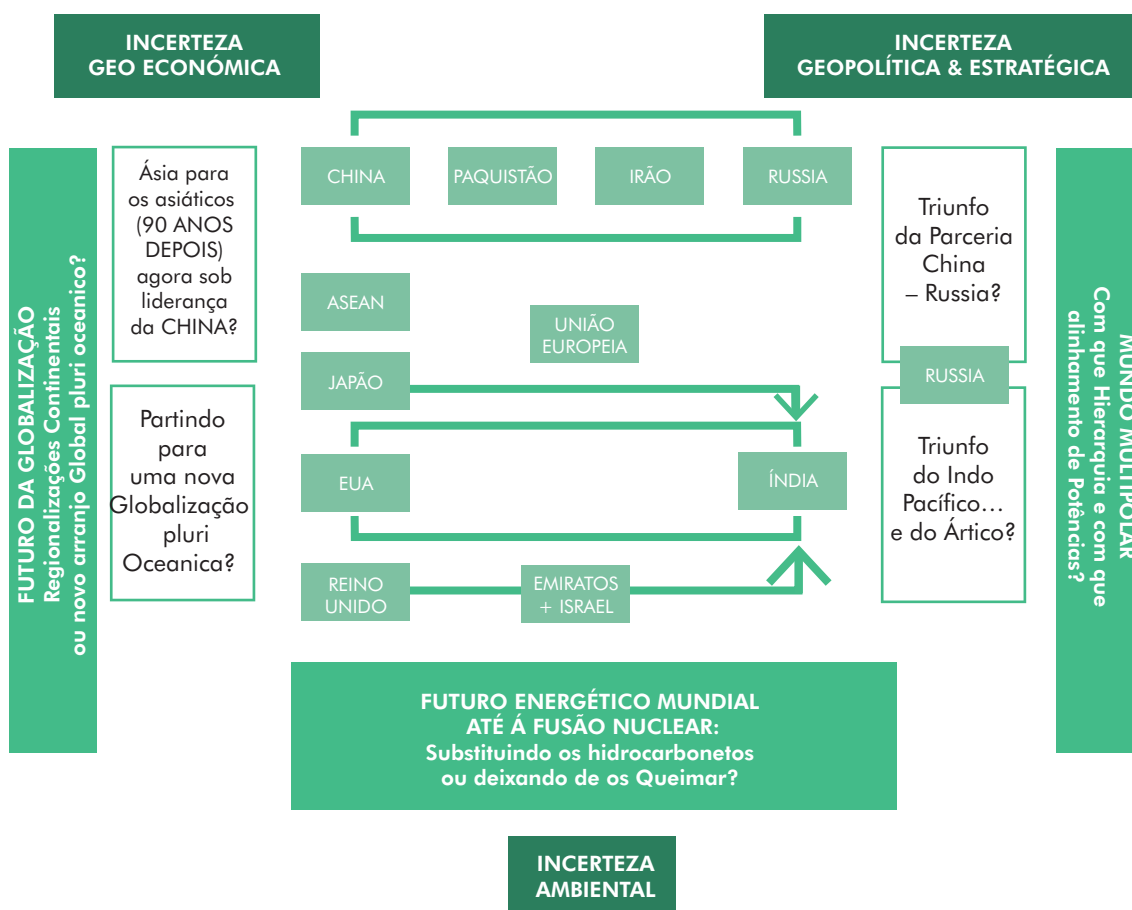 INCERTEZA
GEO ECONÓMICA
INCERTEZA
GEOPOLÍTICA & ESTRATÉGICA
FUTURO DA GLOBALIZAÇÃO
Regionalizações Continentais
ou novo arranjo Global pluri oceanico?
Ásia para
os asiáticos
(90 ANOS
DEPOIS)
agora sob
liderança
da CHINA?
Partindo
para
uma nova
Globalização
pluri
Oceanica?
CHINA
PAQUISTÃO
IRÃO
RUSSIA
ASEAN
UNIÃO
EUROPEIA
JAPÃO
EUA
ÍNDIA
REINO
UNIDO
EMIRATOS
+ ISRAEL
Triunfo
da Parceria
China
– Russia?
RUSSIA
Triunfo
do Indo
Pacífico…
e do Ártico?
MUNDO MULTIPOLAR
Com que Hierarquia e com que
alinhamento de Potências?
FUTURO ENERGÉTICO MUNDIAL
ATÉ Á FUSÃO NUCLEAR:
Substituindo os hidrocarbonetos
ou deixando de os Queimar?
INCERTEZA
AMBIENTAL